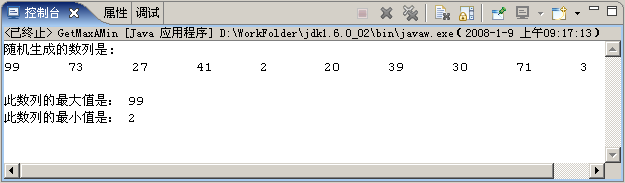 控制台 属性 调试
<已终止> GetMaxAMin [Java 应用程序] D:\WorkFolder\jdk1.6.0_02\bin\javaw.exe (2008-1-9 上午09:17:13)
随机生成的数列是:
99 73 27 41 2 20 39 30 71 3
此数列的最大值是: 99
此数列的最小值是: 2